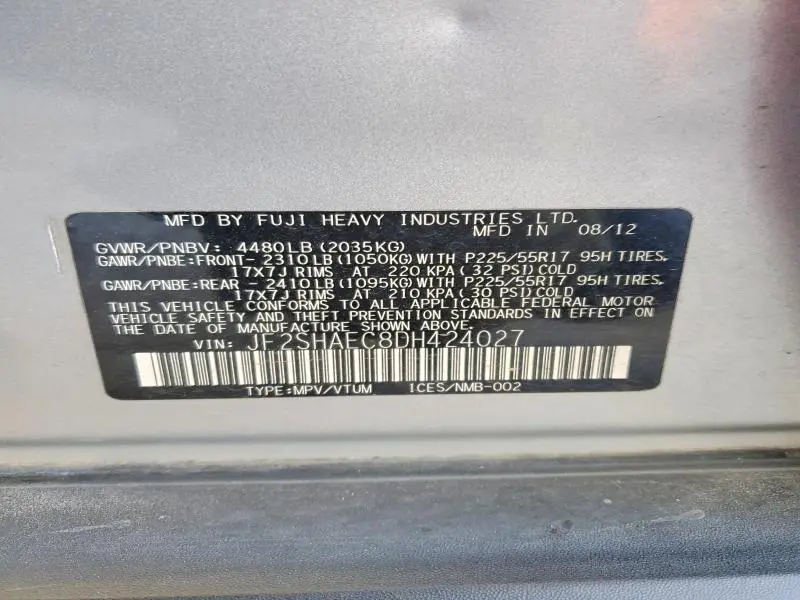 MFD BY FUJI HEAVY INDUSTRIES LTD.
MFD IN 08/12
GVWR/PNBV: 4480LB (2035KG)
GAWR/PNBE:FRONT- 2310LB (1050KG)WITH P225/55R17 95H TIRES.
17X7J RIMS AT 220 KPA ( 32 PSI)COLD
GAWR/PNBE:REAR - 2410LB (1095KG)WITH P225/55R17 95H TIRES.
17X7J RIMS AT 210 KPA ( 30 PSI)COLD
THIS VEHICLE CONFORMS TO ALL APPLICABLE FEDERAL MOTOR
VEHICLE SAFETY AND THEFT PREVENTION STANDARDS IN EFFECT ON
THE DATE OF MANUFACTURE SHOWN ABOVE.
VIN: JF2SHAEC8DH424027
TYPE:MPV/VTUM ICES/NMB-002